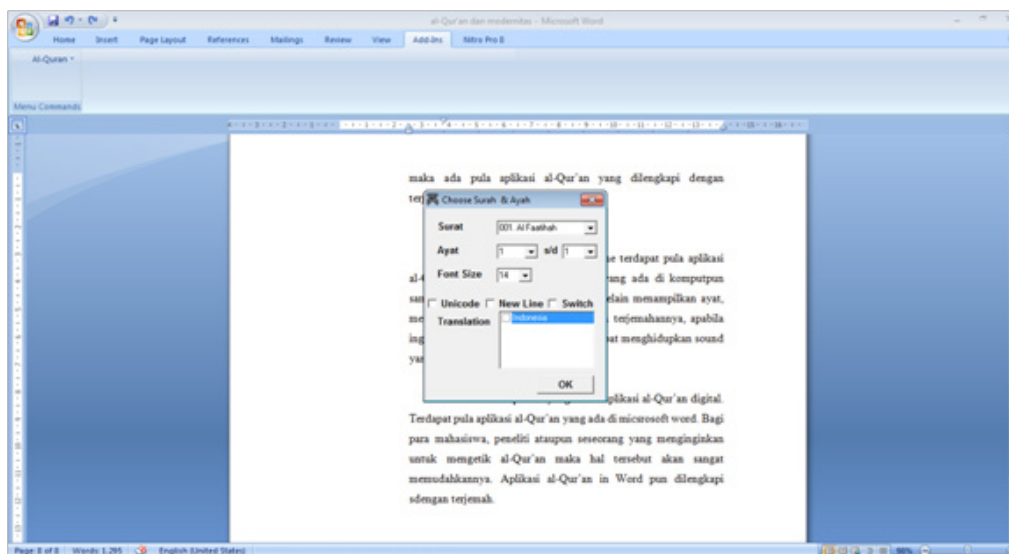 al-Qur'an dan medernitas - Microsoft Word
Home Insert Page Layout References Mailings Review View Add-Ins Nitro Pro 8
Al-Quran
Menu Commands
maka ada pula aplikasi al-Qur'an yang dilengkapi dengan
Choose Surah & Ayah
Surat 001. Al Faatihah
Ayat 1 s/d 1
Font Size 14
Unicode New Line Switch
Translation Indonesia
OK
terdapat pula aplikasi
yang ada di komputpun
selain menampilkan ayat,
terjemahannya, apabila
menghidupkan sound
aplikasi al-Qur'an digital.
Terdapat pula aplikasi al-Qur'an yang ada di micsrosoft word. Bagi
para mahasiswa, peneliti ataupun seseorang yang menginginkan
untuk mengetik al-Qur'an maka hal tersebut akan sangat
memudahkannya. Aplikasi al-Qur'an in Word pun dilengkapi
sdengan terjemah.
Page: 8 of 8 Words: 1.295 English (United States) 98%